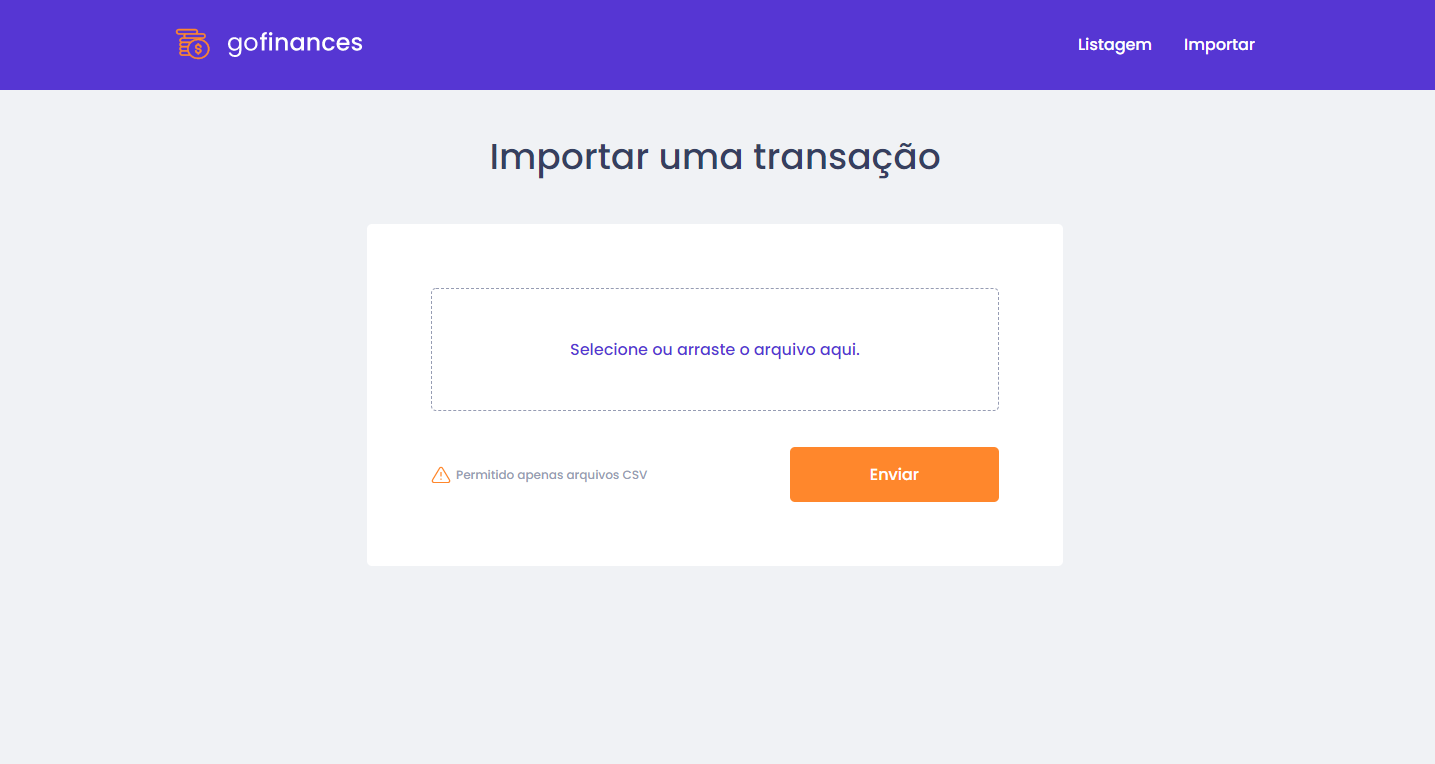 gofinances
Listagem
Importar
Importar uma transação
Selecione ou arraste o arquivo aqui.
Permitido apenas arquivos CSV
Enviar